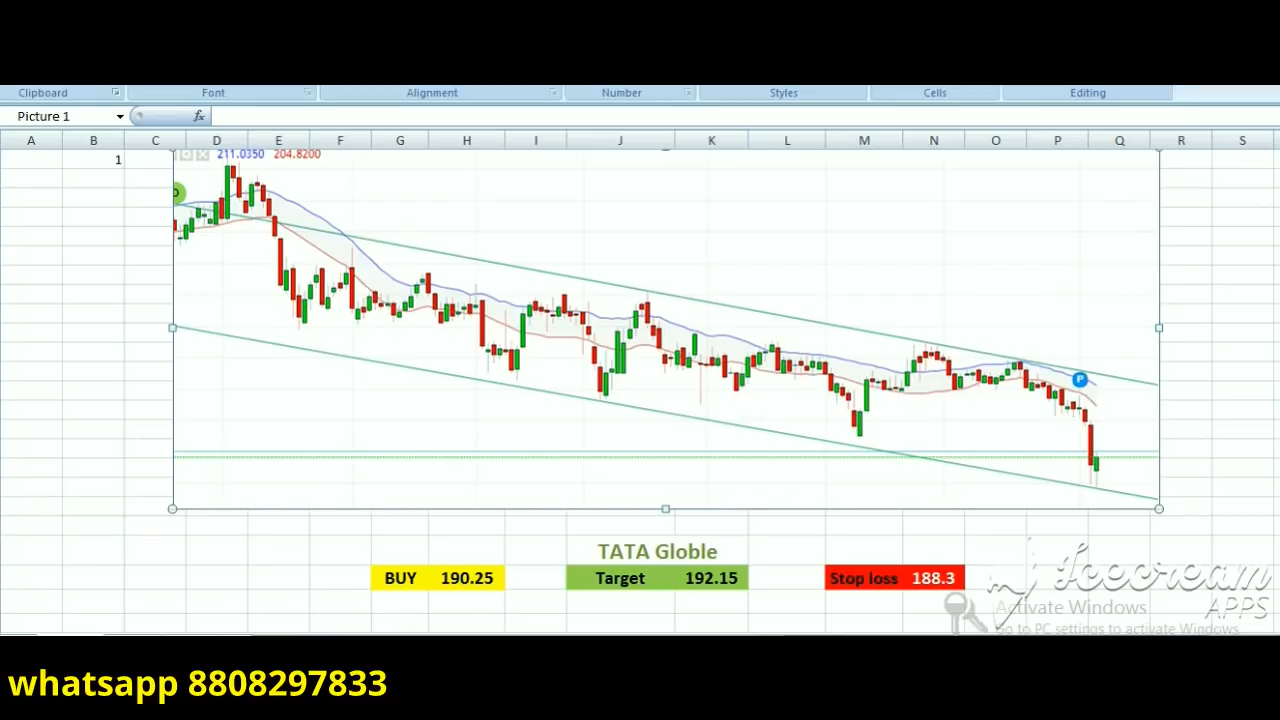 Clipboard Font Alignment Number Styles Cells Editing
Picture 1 fx
A B C D E F G H I J K L M N O P Q R S
1
211.0350 204.8200
P
TATA Globle
BUY 190.25 Target 192.15 Stop loss 188.3
Icecream
APPS
Activate Windows
Go to PC settings to activate Windows.
whatsapp 8808297833